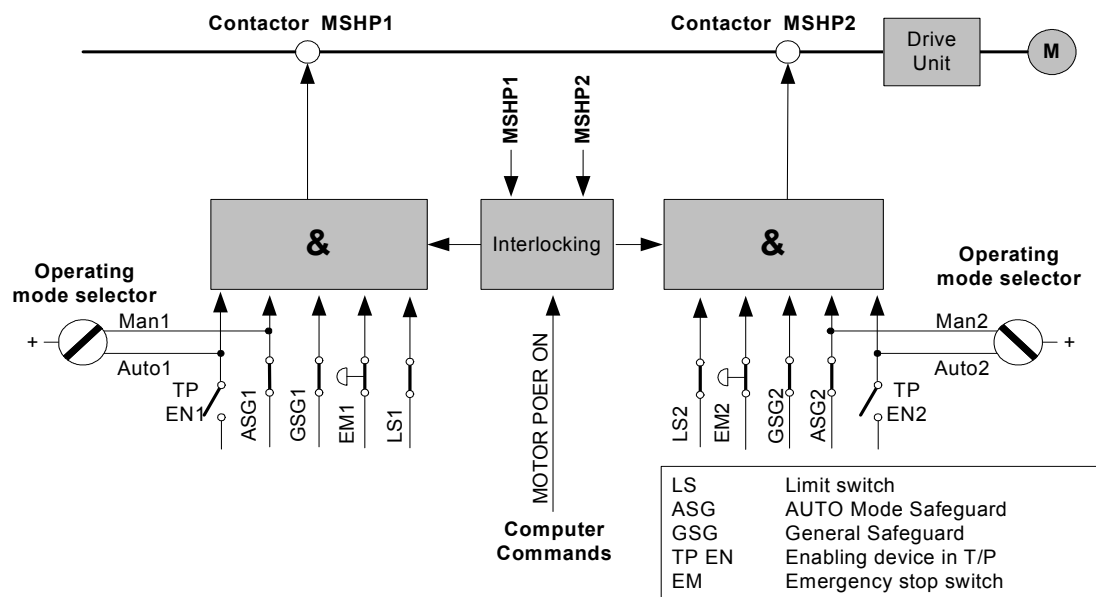 Contactor MSHP1
Contactor MSHP2
Drive
Unit
M
MSHP1
MSHP2
&
Interlocking
&
Operating
mode selector
+
Man1
Auto1
TP
EN1
ASG1
GSG1
EM1
LS1
MOTOR POER ON
Computer
Commands
LS2
EM2
GSG2
ASG2
TP
EN2
Operating
mode selector
Man2
Auto2
+
LS Limit switch
ASG AUTO Mode Safeguard
GSG General Safeguard
TP EN Enabling device in T/P
EM Emergency stop switch